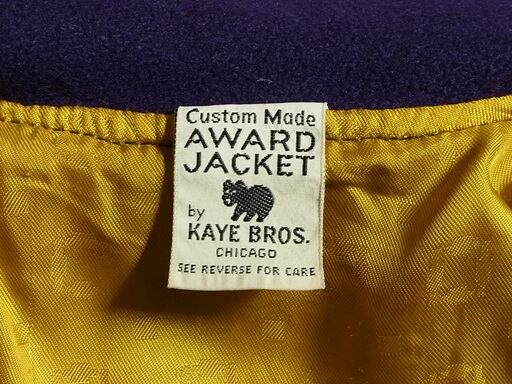 Custom Made
AWARD
JACKET
by
KAYE BROS.
CHICAGO
SEE REVERSE FOR CARE